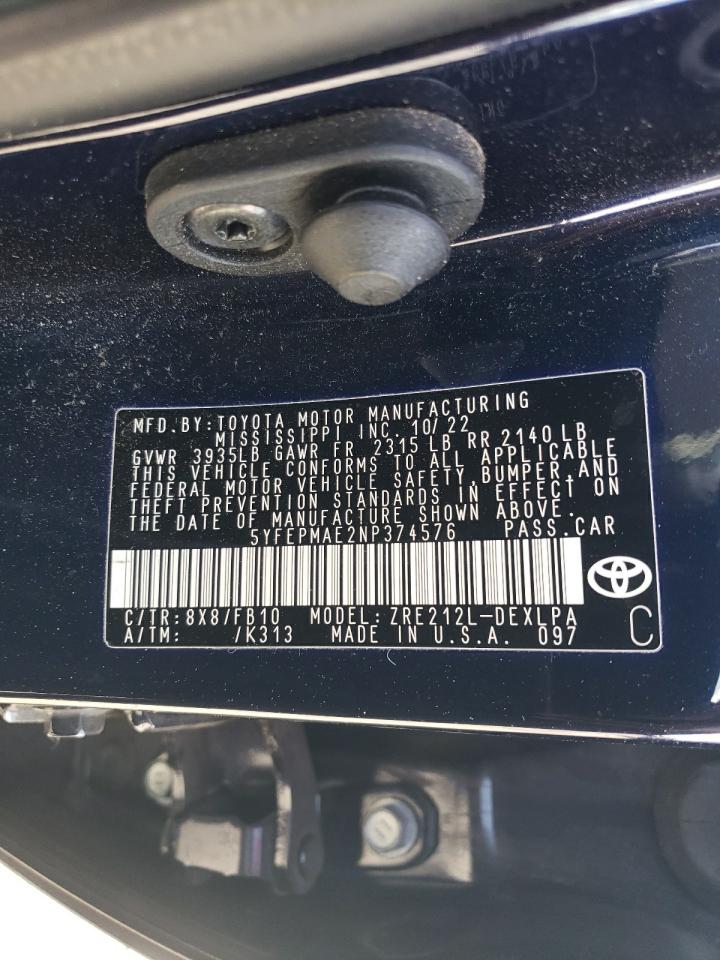 MFD.BY:TOYOTA MOTOR MANUFACTURING
MISSISSIPPI, INC. 10/22
GVWR 3935LB GAWR FR 2315 LB RR 2140 LB
THIS VEHICLE CONFORMS TO ALL APPLICABLE
FEDERAL MOTOR VEHICLE SAFETY,BUMPER,AND
THEFT PREVENTION STANDARDS IN EFFECT ON
THE DATE OF MANUFACTURE SHOWN ABOVE.
5YFEPMAE2NP374576 PASS.CAR
C/TR:8X8/FB10 MODEL: ZRE212L-DEXLPA
A/TM: /K313 MADE IN U.S.A. 097 C